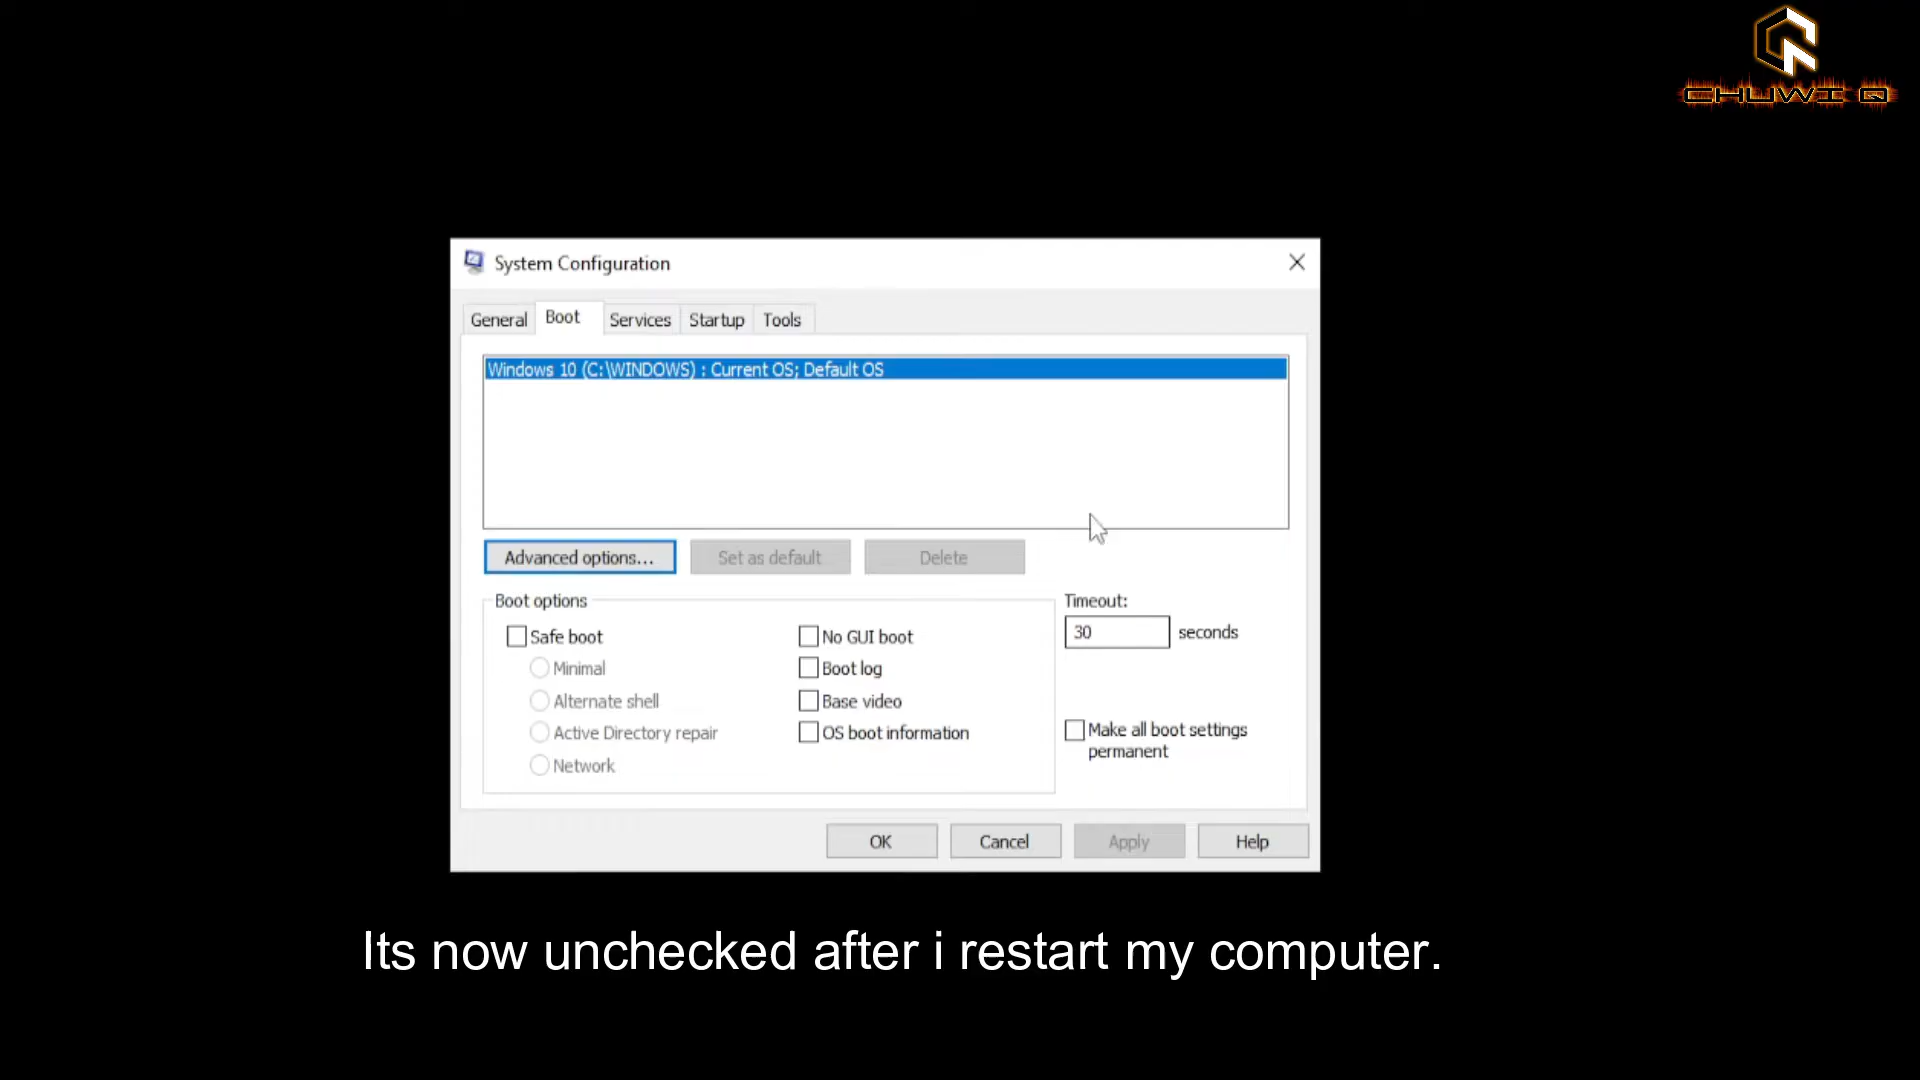 CHUWI Q
System Configuration
General Boot Services Startup Tools
Windows 10 (C:\WINDOWS) : Current OS; Default OS
Advanced options... Set as default Delete
Boot options
Timeout:
Safe boot No GUI boot
30 seconds
Minimal Boot log
Alternate shell Base video
Active Directory repair OS boot information
Make all boot settings
permanent
Network
OK Cancel Apply Help
Its now unchecked after i restart my computer.